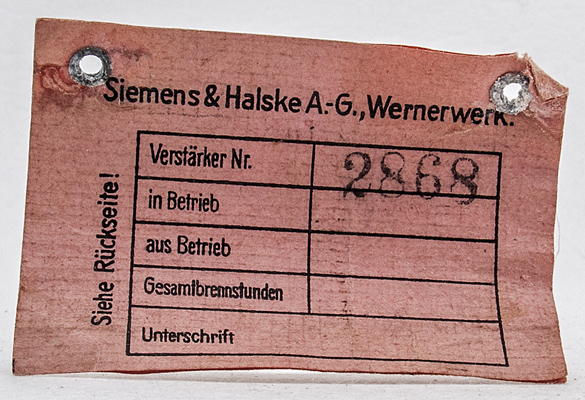 Siemens & Halske A.-G., Wernerwerk.
Siehe Rückseite!
Verstärker Nr. 2868
in Betrieb
aus Betrieb
Gesamtbrennstunden
Unterschrift